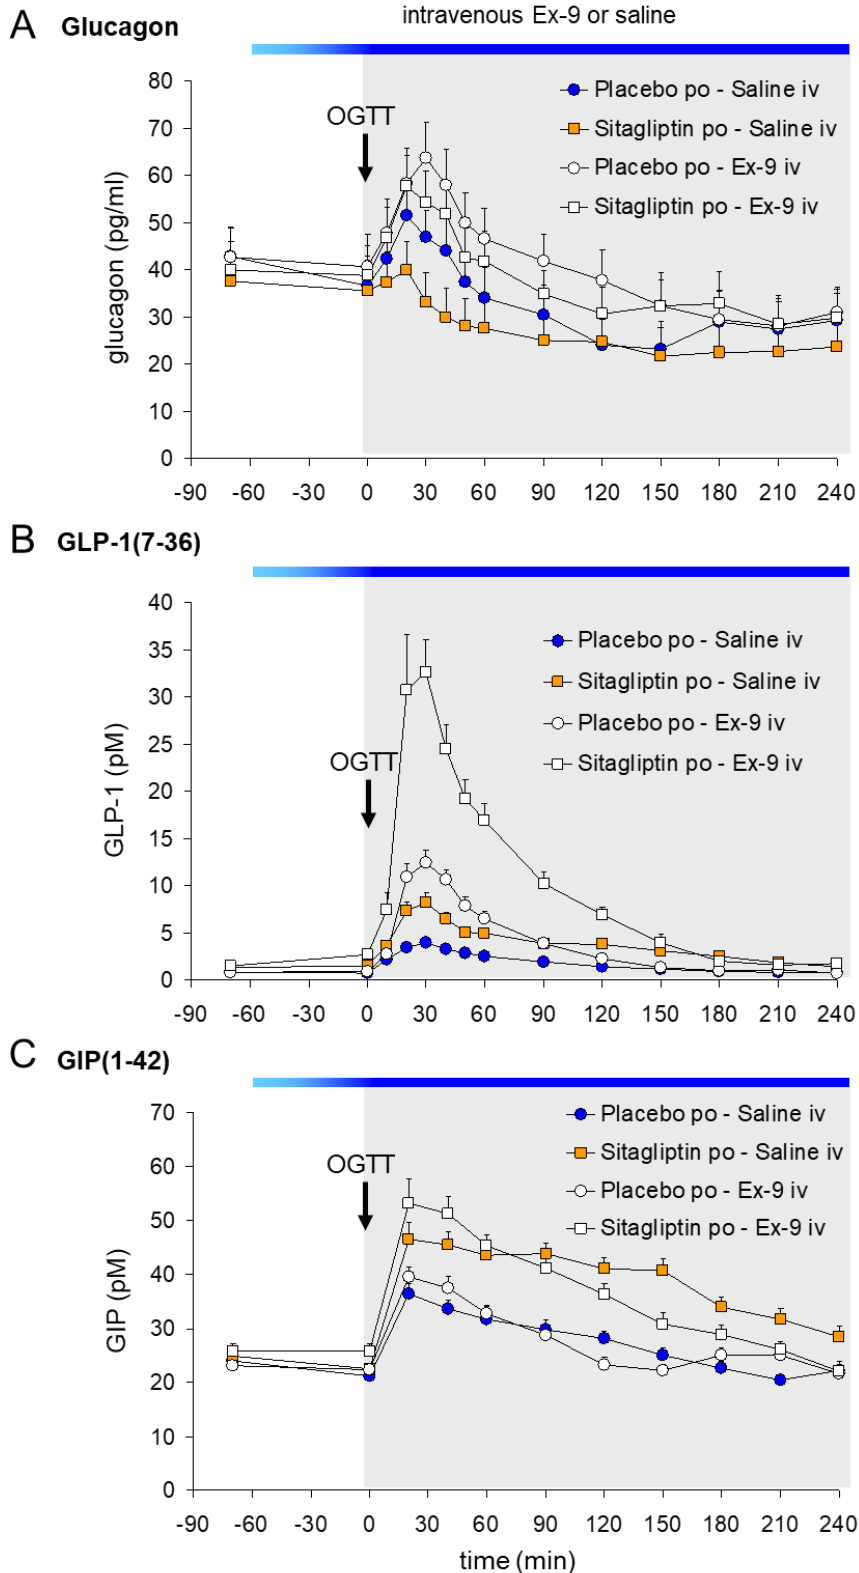 intravenous Ex-9 or saline
A Glucagon
80
70
60
50
40
30
20
10
0
glucagon (pg/ml)
OGTT
Placebo po - Saline iv
Sitagliptin po - Saline iv
Placebo po - Ex-9 iv
Sitagliptin po - Ex-9 iv
-90 -60 -30 0 30 60 90 120 150 180 210 240
B GLP-1(7-36)
40
35
30
25
20
15
10
5
0
GLP-1 (pM)
OGTT
Placebo po - Saline iv
Sitagliptin po - Saline iv
Placebo po - Ex-9 iv
Sitagliptin po - Ex-9 iv
-90 -60 -30 0 30 60 90 120 150 180 210 240
C GIP(1-42)
70
60
50
40
30
20
10
0
GIP (pM)
OGTT
Placebo po - Saline iv
Sitagliptin po - Saline iv
Placebo po - Ex-9 iv
Sitagliptin po - Ex-9 iv
-90 -60 -30 0 30 60 90 120 150 180 210 240
time (min)